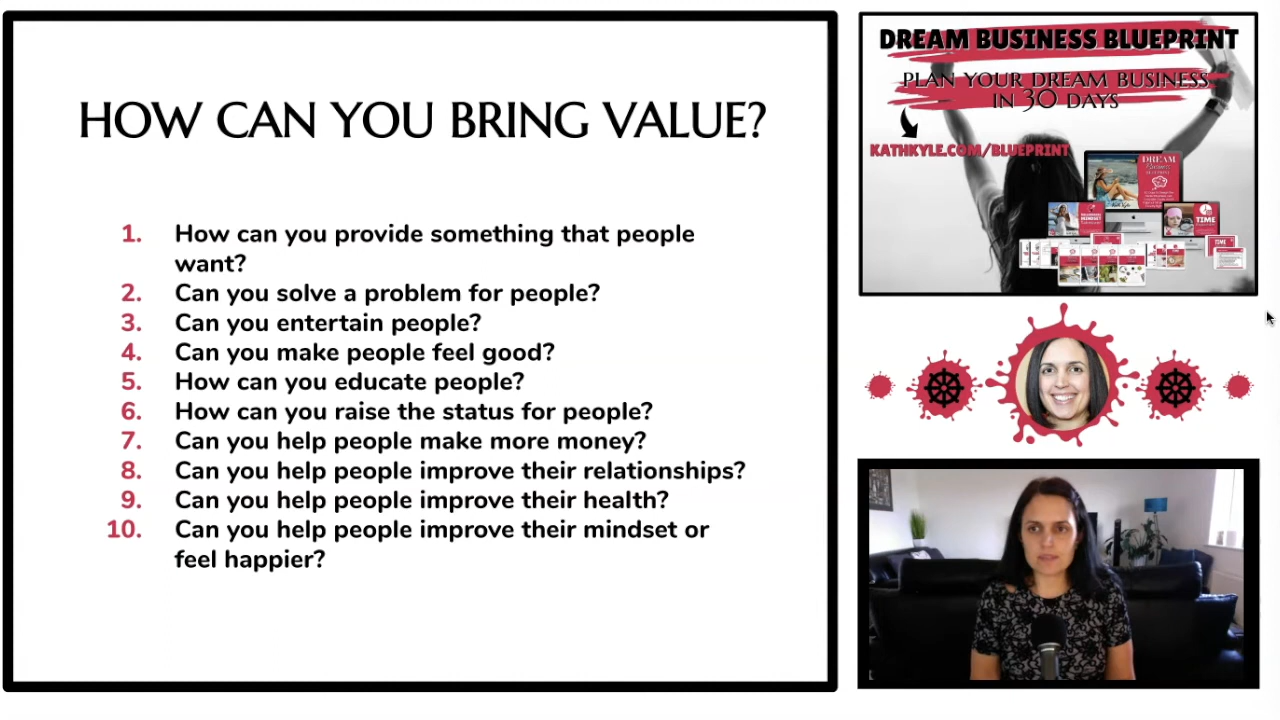 HOW CAN YOU BRING VALUE?
1. How can you provide something that people
want?
2. Can you solve a problem for people?
3. Can you entertain people?
4. Can you make people feel good?
5. How can you educate people?
6. How can you raise the status for people?
7. Can you help people make more money?
8. Can you help people improve their relationships?
9. Can you help people improve their health?
10. Can you help people improve their mindset or
feel happier?
DREAM BUSINESS BLUEPRINT
PLAN YOUR DREAM BUSINESS
IN 30 DAYS
KATHKYLE.COM/BLUEPRINT
DREAM
TIME
TIME